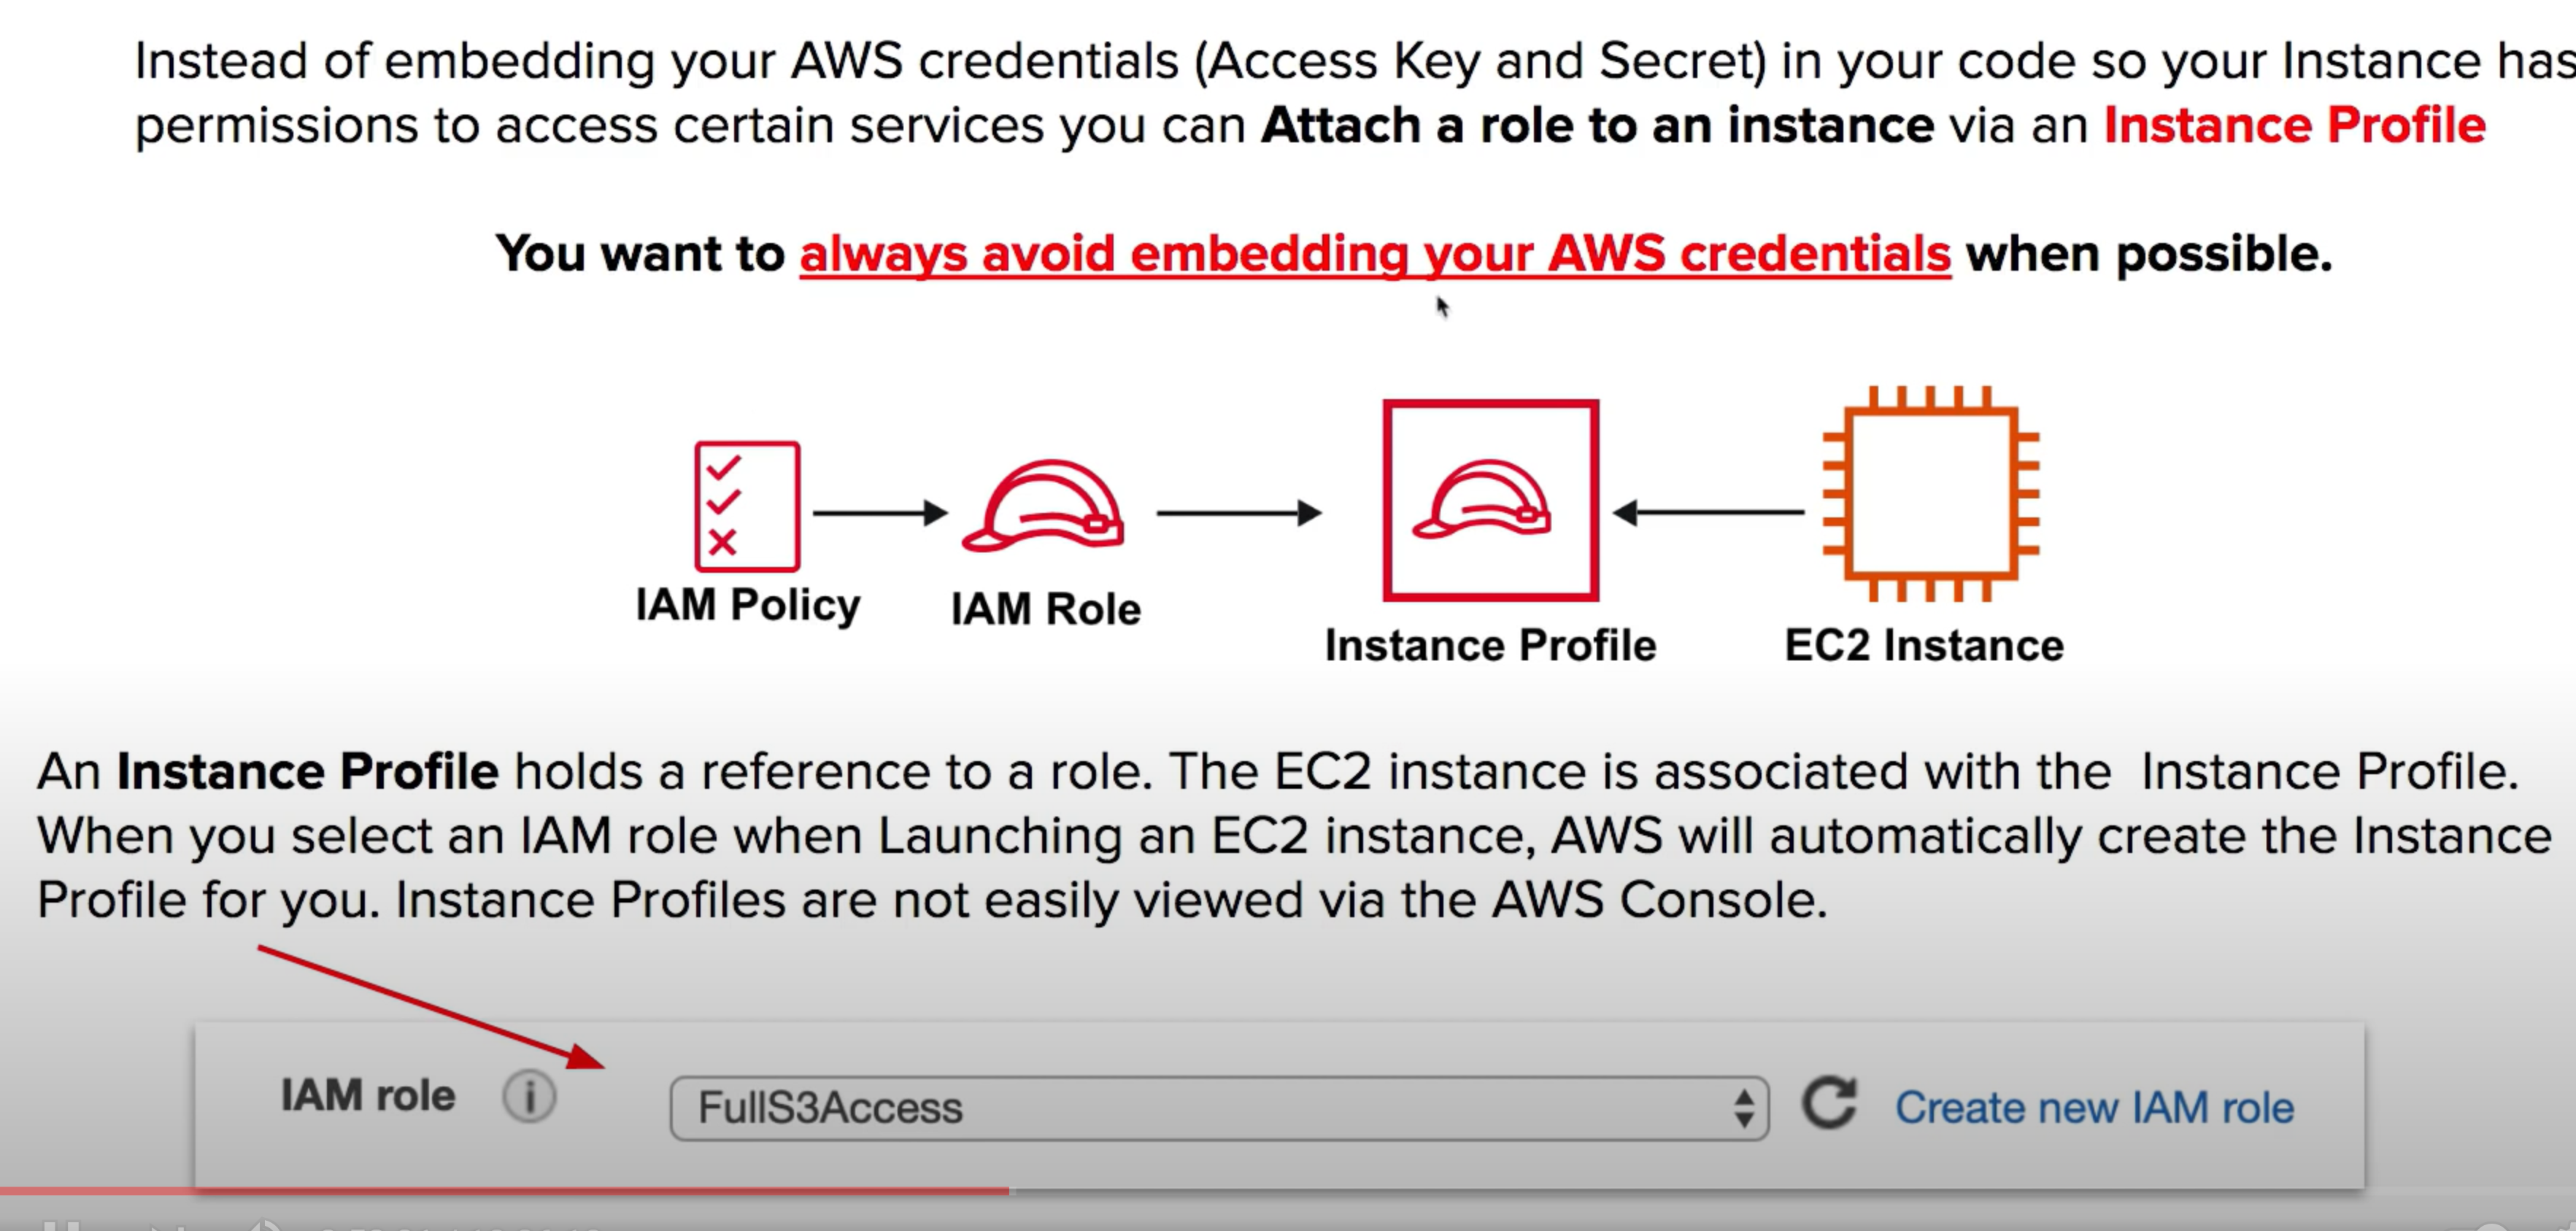 Instead of embedding your AWS credentials (Access Key and Secret) in your code so your Instance has
permissions to access certain services you can Attach a role to an instance via an Instance Profile
You want to always avoid embedding your AWS credentials when possible.
IAM Policy
IAM Role
Instance Profile
EC2 Instance
An Instance Profile holds a reference to a role. The EC2 instance is associated with the Instance Profile.
When you select an IAM role when Launching an EC2 instance, AWS will automatically create the Instance
Profile for you. Instance Profiles are not easily viewed via the AWS Console.
IAM role
i
FullS3Access
Create new IAM role